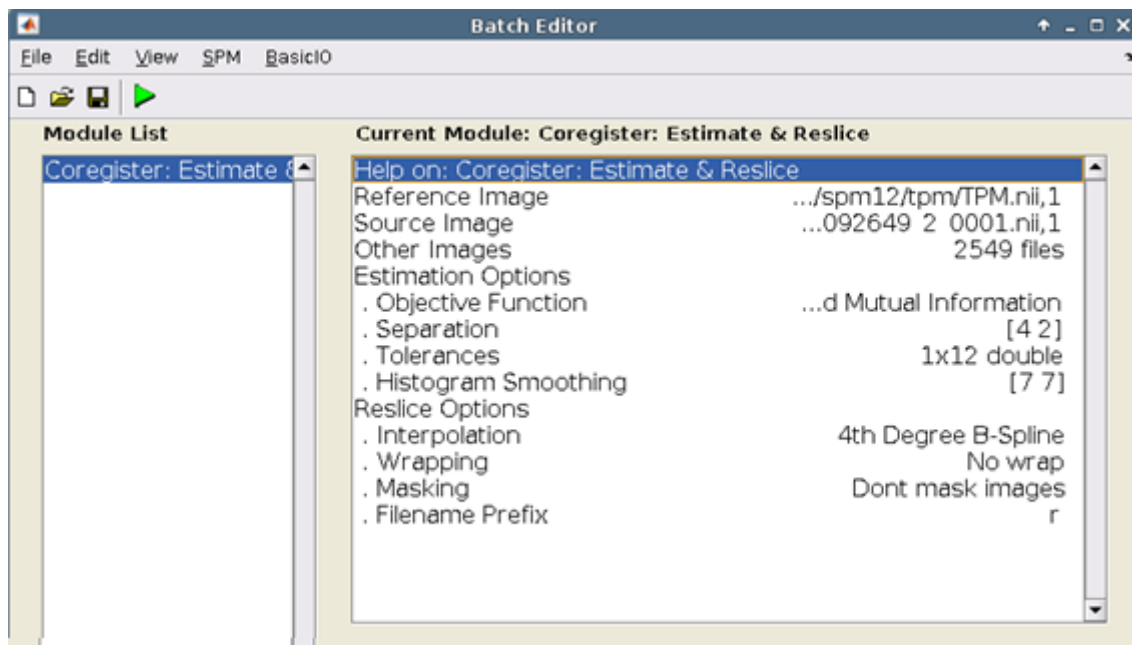 Batch Editor
File Edit View SPM BasicIO
Module List
Current Module: Coregister: Estimate & Reslice
Coregister: Estimate &
Help on: Coregister: Estimate & Reslice
Reference Image .../spm12/tpm/TPM.nii,1
Source Image ...092649 2 0001.nii,1
Other Images 2549 files
Estimation Options
. Objective Function ...d Mutual Information
. Separation [4 2]
. Tolerances 1x12 double
. Histogram Smoothing [7 7]
Reslice Options
. Interpolation 4th Degree B-Spline
. Wrapping No wrap
. Masking Dont mask images
. Filename Prefix r